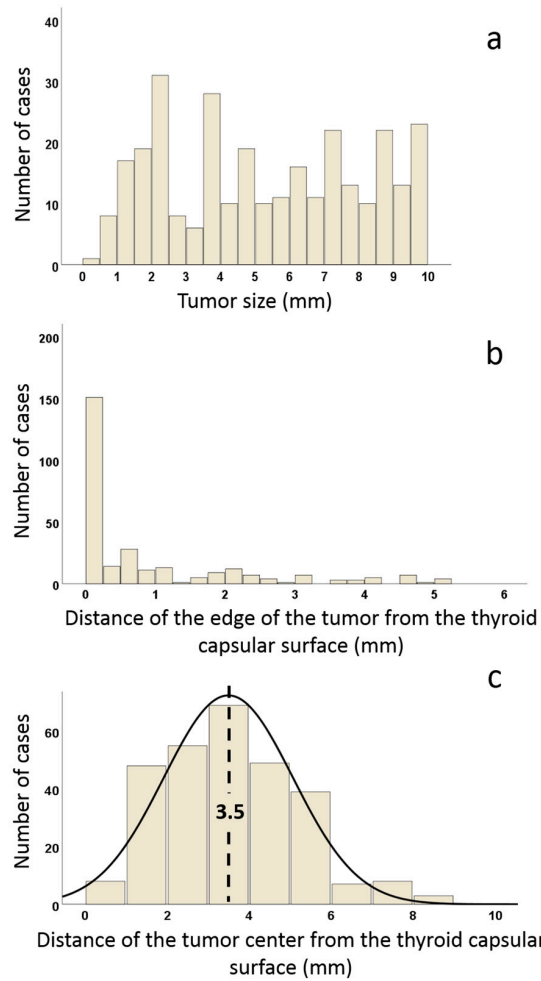 a
40
30
20
10
0
Number of cases
0 1 2 3 4 5 6 7 8 9 10
Tumor size (mm)
b
200
150
100
50
0
Number of cases
0 1 2 3 4 5 6
Distance of the edge of the tumor from the thyroid
capsular surface (mm)
c
60
40
20
0
Number of cases
3.5
0 2 4 6 8 10
Distance of the tumor center from the thyroid capsular
surface (mm)